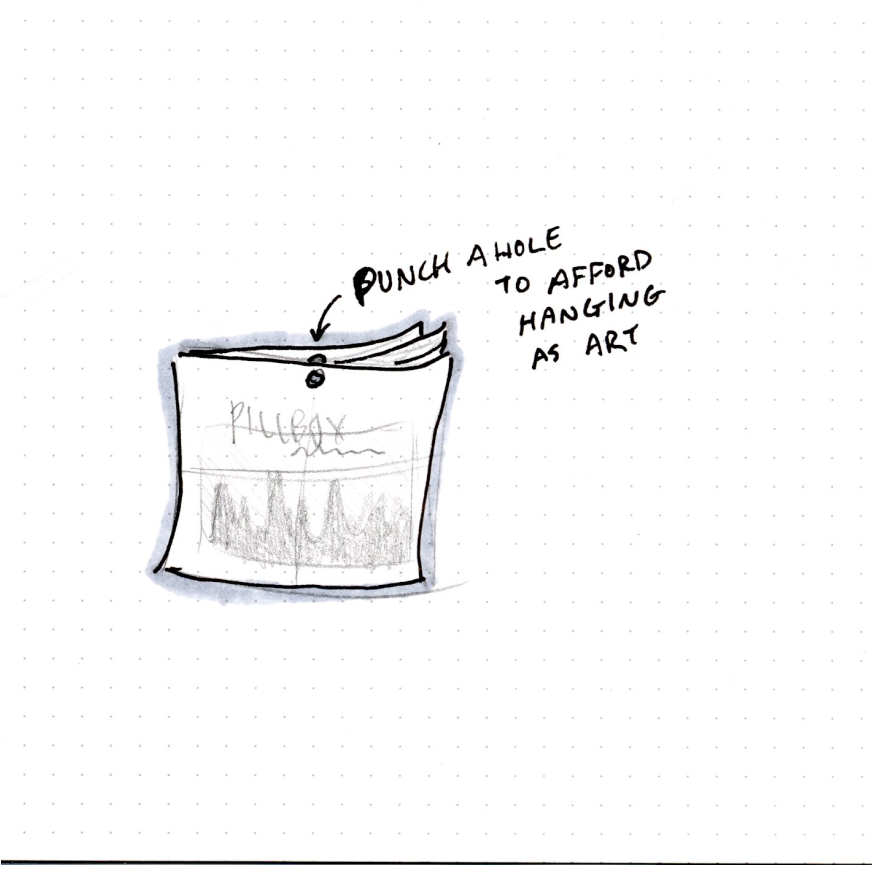 PUNCH A HOLE
TO AFFORD
HANGING
AS ART
PILLBOX